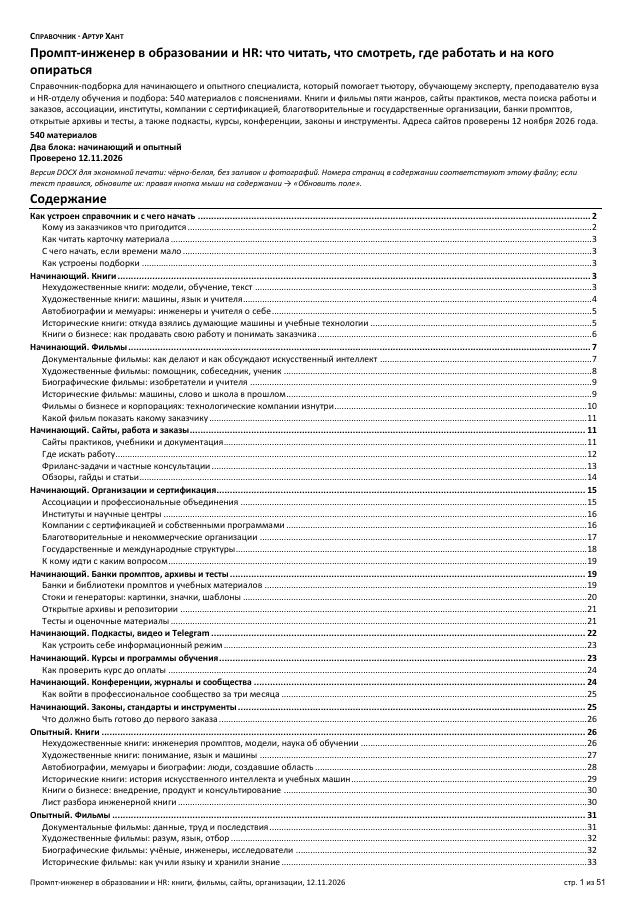 Справочник · Артур Хант
Промпт-инженер в образовании и HR: что читать, что смотреть, где работать и на кого
опираться
Справочник-подборка для начинающего и опытного специалиста, который помогает тьютору, обучающему эксперту, преподавателю вуза
и HR-отделу обучения и подбора: 540 материалов с пояснениями. Книги и фильмы пяти жанров, сайты практиков, места поиска работы и
заказов, ассоциации, институты, компании с сертификацией, благотворительные и государственные организации, банки промптов,
открытые архивы и тесты, а также подкасты, курсы, конференции, законы и инструменты. Адреса сайтов проверены 12 ноября 2026 года.
540 материалов
Два блока: начинающий и опытный
Проверено 12.11.2026
Версия DOCX для экономной печати: чёрно-белая, без заливок и фотографий. Номера страниц в содержании соответствуют этому файлу; если
текст правился, обновите их: правая кнопка мыши на содержании → «Обновить поле».
Содержание
Как устроен справочник и с чего начать 2
Кому из заказчиков что пригодится 2
Как читать карточку материала 3
С чего начать, если времени мало 3
Как устроены подборки 3
Начинающий. Книги 3
Нехудожественные книги: модели, обучение, текст 3
Художественные книги: машины, язык и учителя 4
Автобиографии и мемуары: инженеры и учителя о себе 5
Исторические книги: откуда взялись думающие машины и учебные технологии 5
Книги о бизнесе: как продавать свою работу и понимать заказчика 6
Начинающий. Фильмы 7
Документальные фильмы: как делают и как обсуждают искусственный интеллект 7
Художественные фильмы: помощник, собеседник, ученик 8
Биографические фильмы: изобретатели и учителя 9
Исторические фильмы: машины, слово и школа в прошлом 9
Фильмы о бизнесе и корпорациях: технологические компании изнутри 10
Какой фильм показать какому заказчику 11
Начинающий. Сайты, работа и заказы 11
Сайты практиков, учебники и документация 11
Где искать работу 12
Фриланс-задачи и частные консультации 13
Обзоры, гайды и статьи 14
Начинающий. Организации и сертификация 15
Ассоциации и профессиональные объединения 15
Институты и научные центры 16
Компании с сертификацией и собственными программами 16
Благотворительные и некоммерческие организации 17
Государственные и международные структуры 18
К кому идти с каким вопросом 19
Начинающий. Банки промптов, архивы и тесты 19
Банки и библиотеки промптов и учебных материалов 19
Стоки и генераторы: картинки, значки, шаблоны 20
Открытые архивы и репозитории 21
Тесты и оценочные материалы 21
Начинающий. Подкасты, видео и Telegram 22
Как устроить себе информационный режим 23
Начинающий. Курсы и программы обучения 23
Как проверить курс до оплаты 24
Начинающий. Конференции, журналы и сообщества 24
Как войти в профессиональное сообщество за три месяца 25
Начинающий. Законы, стандарты и инструменты 25
Что должно быть готово до первого заказа 26
Опытный. Книги 26
Нехудожественные книги: инженерия промптов, модели, наука об обучении 26
Художественные книги: понимание, язык и машины 27
Автобиографии, мемуары и биографии: люди, создавшие область 28
Исторические книги: история искусственного интеллекта и учебных машин 29
Книги о бизнесе: внедрение, продукт и консультирование 30
Лист разбора инженерной книги 30
Опытный. Фильмы 31
Документальные фильмы: данные, труд и последствия 31
Художественные фильмы: разум, язык, отбор 32
Биографические фильмы: учёные, инженеры, исследователи 32
Исторические фильмы: как учили языку и хранили знание 33
Промпт-инженер в образовании и HR: книги, фильмы, сайты, организации, 12.11.2026 стр. 1 из 51